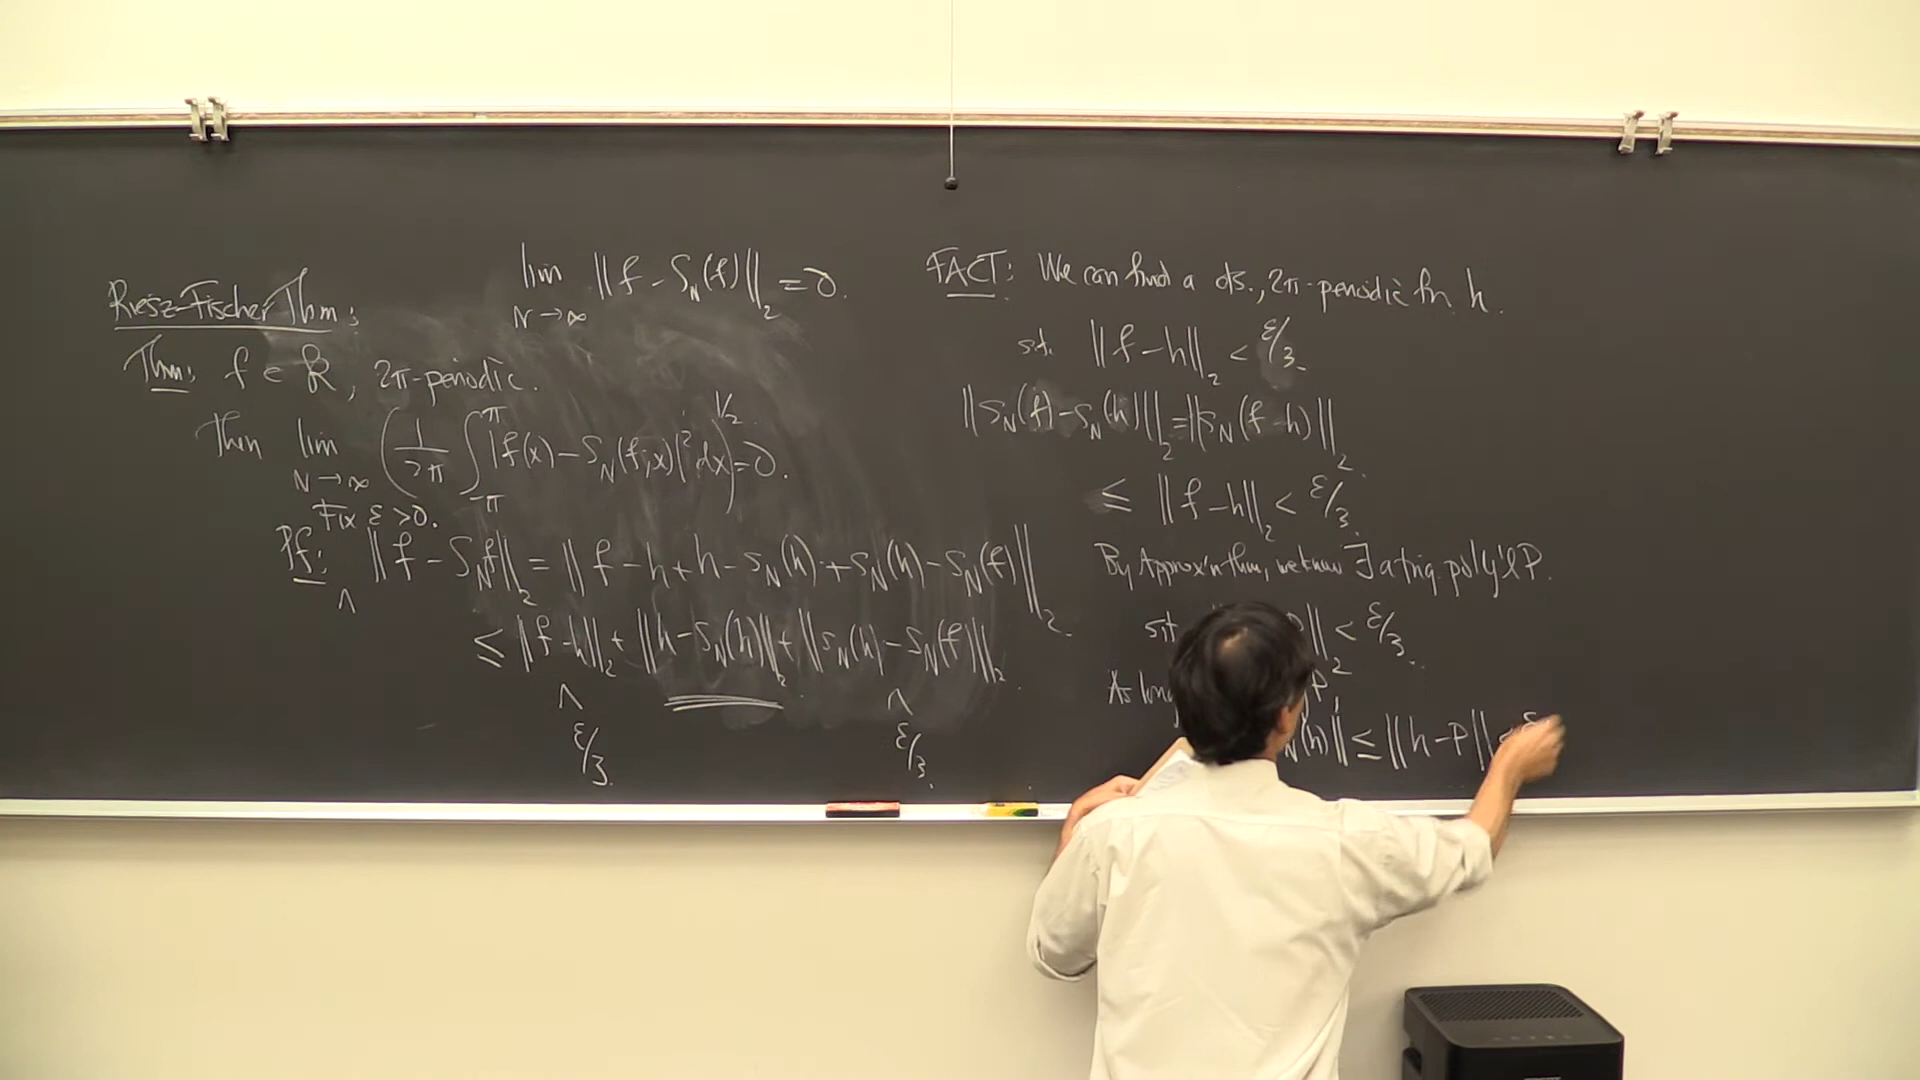 Riesz-Fischer Thm:
lim N→∞ ‖f - S_N(f)‖_2 = 0.
Thm: f ∈ R, 2π-periodic.
Then lim N→∞ (1/2π ∫_{-π}^{π} |f(x) - S_N(f;x)|^2 dx)^{1/2} = 0.
Fix ε > 0.
Pf: ‖f - S_N f‖_2 = ‖f - h + h - S_N(h) + S_N(h) - S_N(f)‖_2.
≤ ‖f - h‖_2 + ‖h - S_N(h)‖_2 + ‖S_N(h) - S_N(f)‖_2.
∧ ∧
ε/3. ε/3.
FACT: We can find a cts., 2π-periodic fn h.
s.t. ‖f - h‖_2 < ε/3.
‖S_N(f) - S_N(h)‖_2 = ‖S_N(f-h)‖_2.
≤ ‖f - h‖_2 < ε/3.
By Approx'n thm, we know ∃ a trig. poly'l P.
s.t. ‖_2 < ε/3.
As long P,
N(h)‖ ≤ ‖h - P‖ < ε